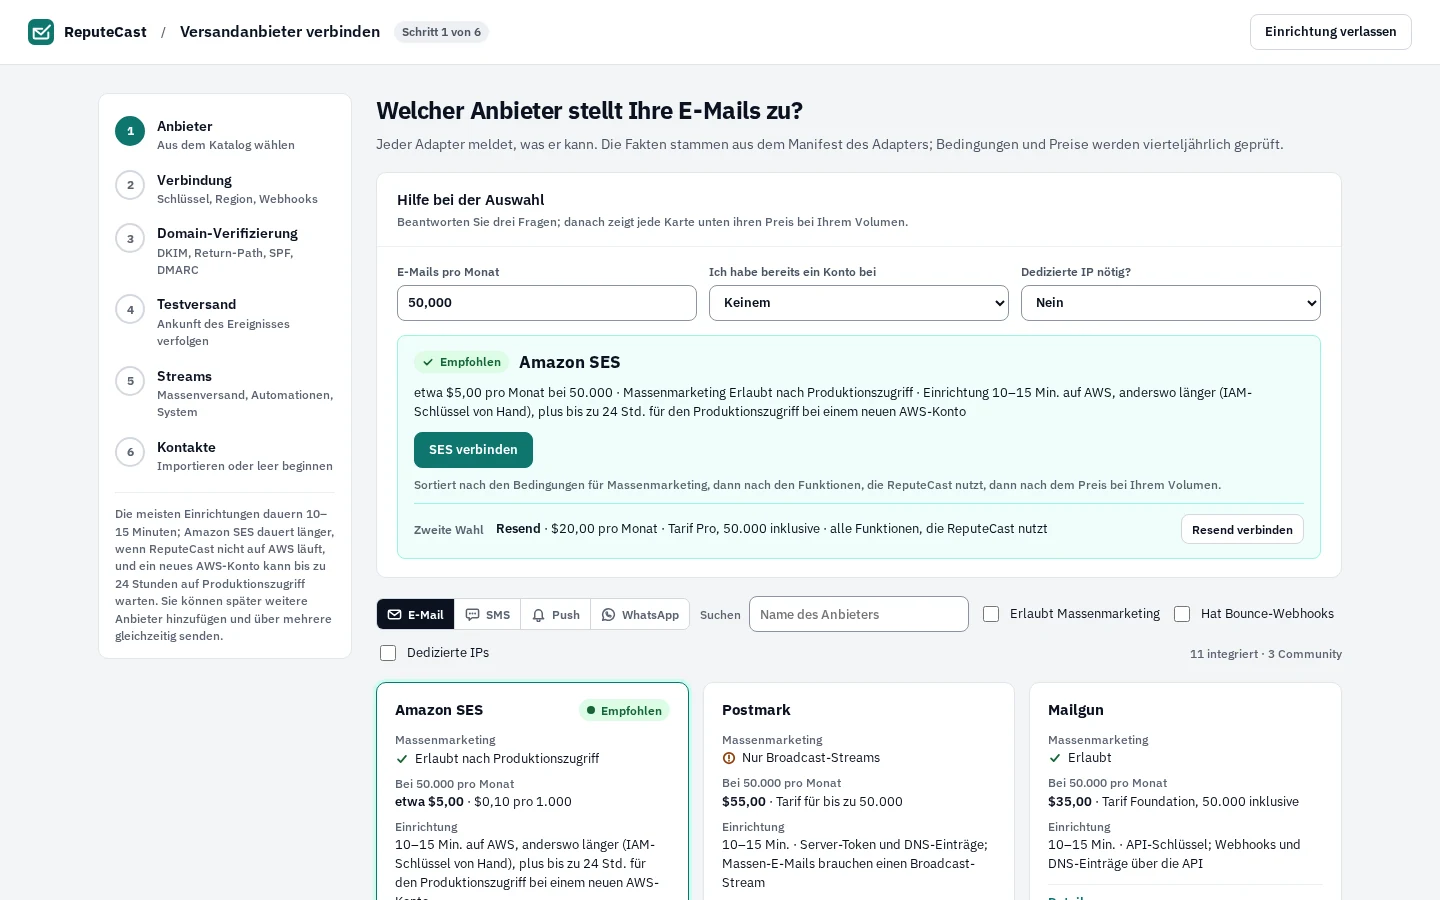 ReputeCast / Versandanbieter verbinden Schritt 1 von 6
Einrichtung verlassen
1 Anbieter
Aus dem Katalog wählen
2 Verbindung
Schlüssel, Region, Webhooks
3 Domain-Verifizierung
DKIM, Return-Path, SPF,
DMARC
4 Testversand
Ankunft des Ereignisses
verfolgen
5 Streams
Massenversand, Automationen,
System
6 Kontakte
Importieren oder leer beginnen
Die meisten Einrichtungen dauern 10–
15 Minuten; Amazon SES dauert länger,
wenn ReputeCast nicht auf AWS läuft,
und ein neues AWS-Konto kann bis zu
24 Stunden auf Produktionszugriff
warten. Sie können später weitere
Anbieter hinzufügen und über mehrere
gleichzeitig senden.
Welcher Anbieter stellt Ihre E-Mails zu?
Jeder Adapter meldet, was er kann. Die Fakten stammen aus dem Manifest des Adapters; Bedingungen und Preise werden vierteljährlich geprüft.
Hilfe bei der Auswahl
Beantworten Sie drei Fragen; danach zeigt jede Karte unten ihren Preis bei Ihrem Volumen.
E-Mails pro Monat
50,000
Ich habe bereits ein Konto bei
Keinem
Dedizierte IP nötig?
Nein
Empfohlen Amazon SES
etwa $5,00 pro Monat bei 50.000 · Massenmarketing Erlaubt nach Produktionszugriff · Einrichtung 10–15 Min. auf AWS, anderswo länger (IAM-
Schlüssel von Hand), plus bis zu 24 Std. für den Produktionszugriff bei einem neuen AWS-Konto
SES verbinden
Sortiert nach den Bedingungen für Massenmarketing, dann nach den Funktionen, die ReputeCast nutzt, dann nach dem Preis bei Ihrem Volumen.
Zweite Wahl Resend · $20,00 pro Monat · Tarif Pro, 50.000 inklusive · alle Funktionen, die ReputeCast nutzt
Resend verbinden
E-Mail SMS Push WhatsApp Suchen Name des Anbieters Erlaubt Massenmarketing Hat Bounce-Webhooks
Dedizierte IPs
11 integriert · 3 Community
Amazon SES Empfohlen
Massenmarketing
Erlaubt nach Produktionszugriff
Bei 50.000 pro Monat
etwa $5,00 · $0,10 pro 1.000
Einrichtung
10–15 Min. auf AWS, anderswo länger (IAM-
Schlüssel von Hand), plus bis zu 24 Std. für
den Produktionszugriff bei einem neuen AWS-
Postmark
Massenmarketing
Nur Broadcast-Streams
Bei 50.000 pro Monat
$55,00 · Tarif für bis zu 50.000
Einrichtung
10–15 Min. · Server-Token und DNS-Einträge;
Massen-E-Mails brauchen einen Broadcast-
Stream
Mailgun
Massenmarketing
Erlaubt
Bei 50.000 pro Monat
$35,00 · Tarif Foundation, 50.000 inklusive
Einrichtung
10–15 Min. · API-Schlüssel; Webhooks und
DNS-Einträge über die API